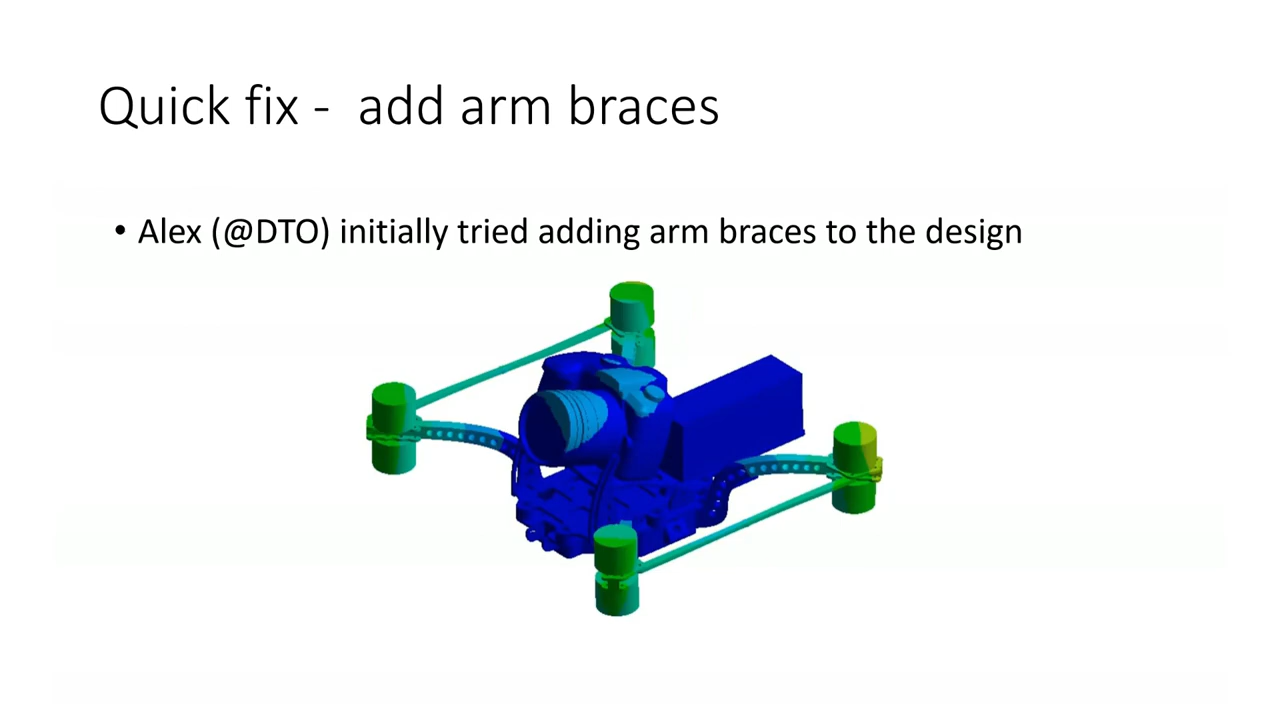 Quick fix -  add arm braces
• Alex (@DTO) initially tried adding arm braces to the design